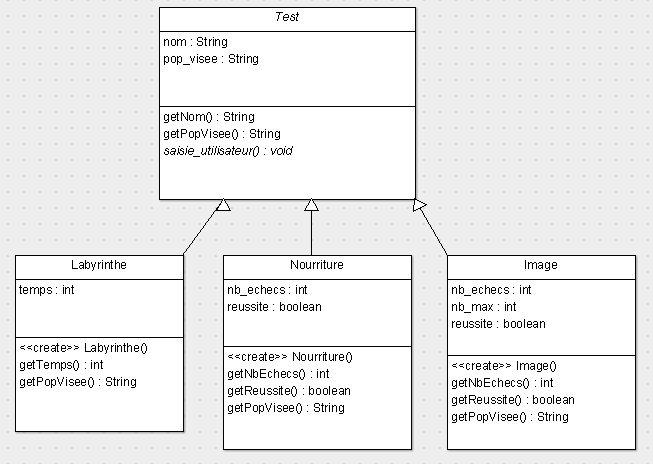 Test
nom : String
pop_visee : String
getNom() : String
getPopVisee() : String
saisie_utilisateur() : void
Labyrinthe
temps : int
<<create>> Labyrinthe()
getTemps() : int
getPopVisee() : String
Nourriture
nb_echecs : int
reussite : boolean
<<create>> Nourriture()
getNbEchecs() : int
getReussite() : boolean
getPopVisee() : String
Image
nb_echecs : int
nb_max : int
reussite : boolean
<<create>> Image()
getNbEchecs() : int
getReussite() : boolean
getPopVisee() : String